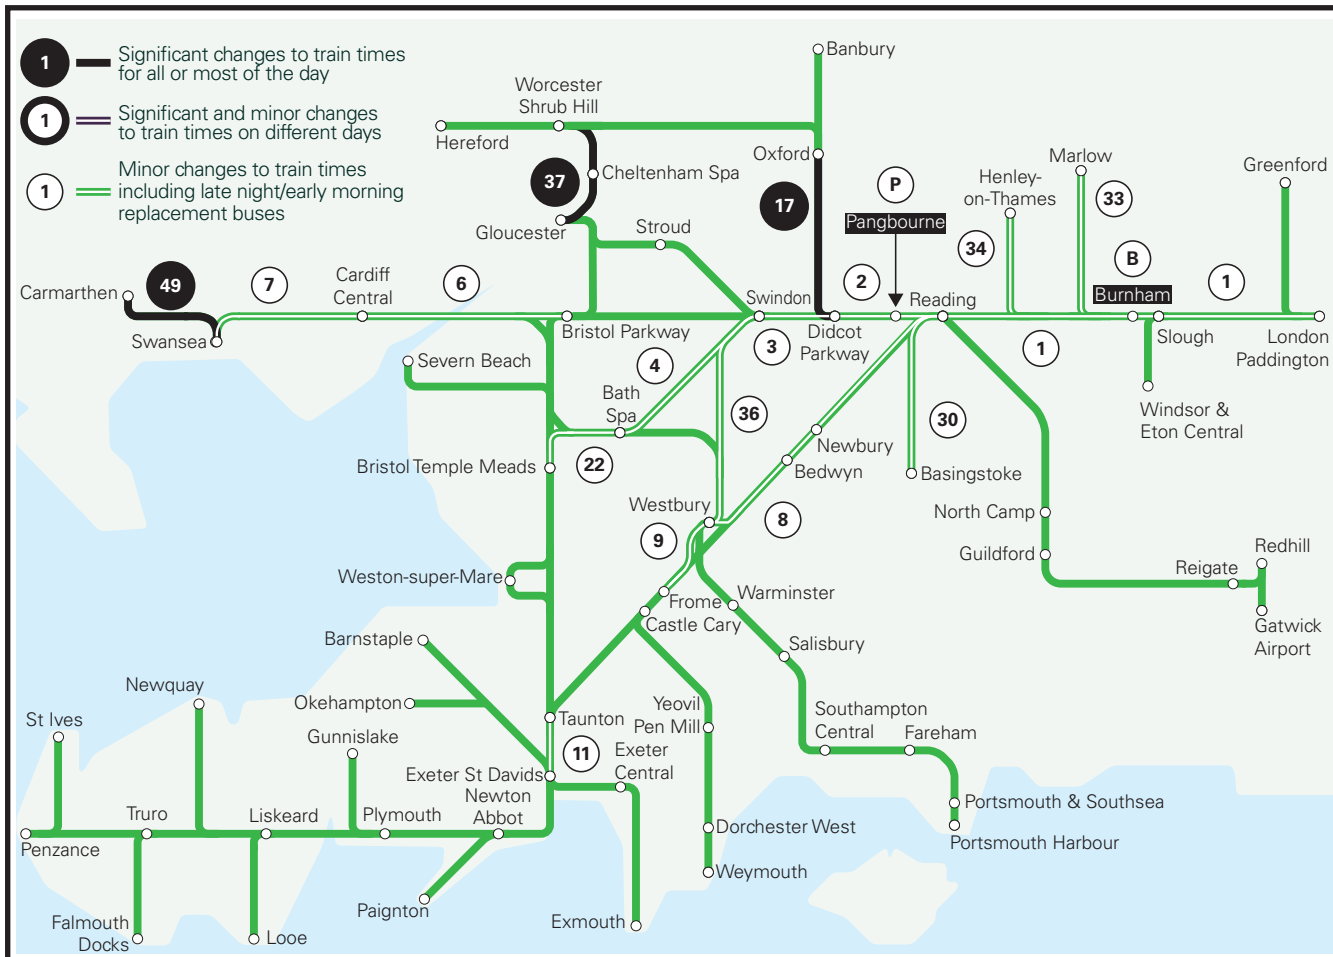 1
Significant changes to train times
for all or most of the day
1
Significant and minor changes
to train times on different days
1
Minor changes to train times
including late night/early morning
replacement buses
Banbury
Worcester
Shrub Hill
Hereford
Oxford
Cheltenham Spa
37
17
P
Pangbourne
Henley-
on-Thames
34
Marlow
33
Greenford
Gloucester
Stroud
B
Burnham
1
Carmarthen
49
7
Cardiff
Central
6
Swansea
Bristol Parkway
Swindon
2
Didcot
Parkway
Reading
1
Slough
London
Paddington
3
4
Severn Beach
Bath
Spa
36
30
Windsor &
Eton Central
Newbury
Bedwyn
Basingstoke
Bristol Temple Meads
22
Westbury
8
9
North Camp
Guildford
Reigate
Redhill
Gatwick
Airport
Weston-super-Mare
Frome
Castle Cary
Warminster
Salisbury
Barnstaple
Okehampton
Newquay
St Ives
Gunnislake
Taunton
11
Exeter St Davids
Exeter
Central
Yeovil
Pen Mill
Southampton
Central
Fareham
Newton
Abbot
Penzance
Truro
Liskeard
Plymouth
Portsmouth & Southsea
Portsmouth Harbour
Dorchester West
Weymouth
Falmouth
Docks
Looe
Paignton
Exmouth